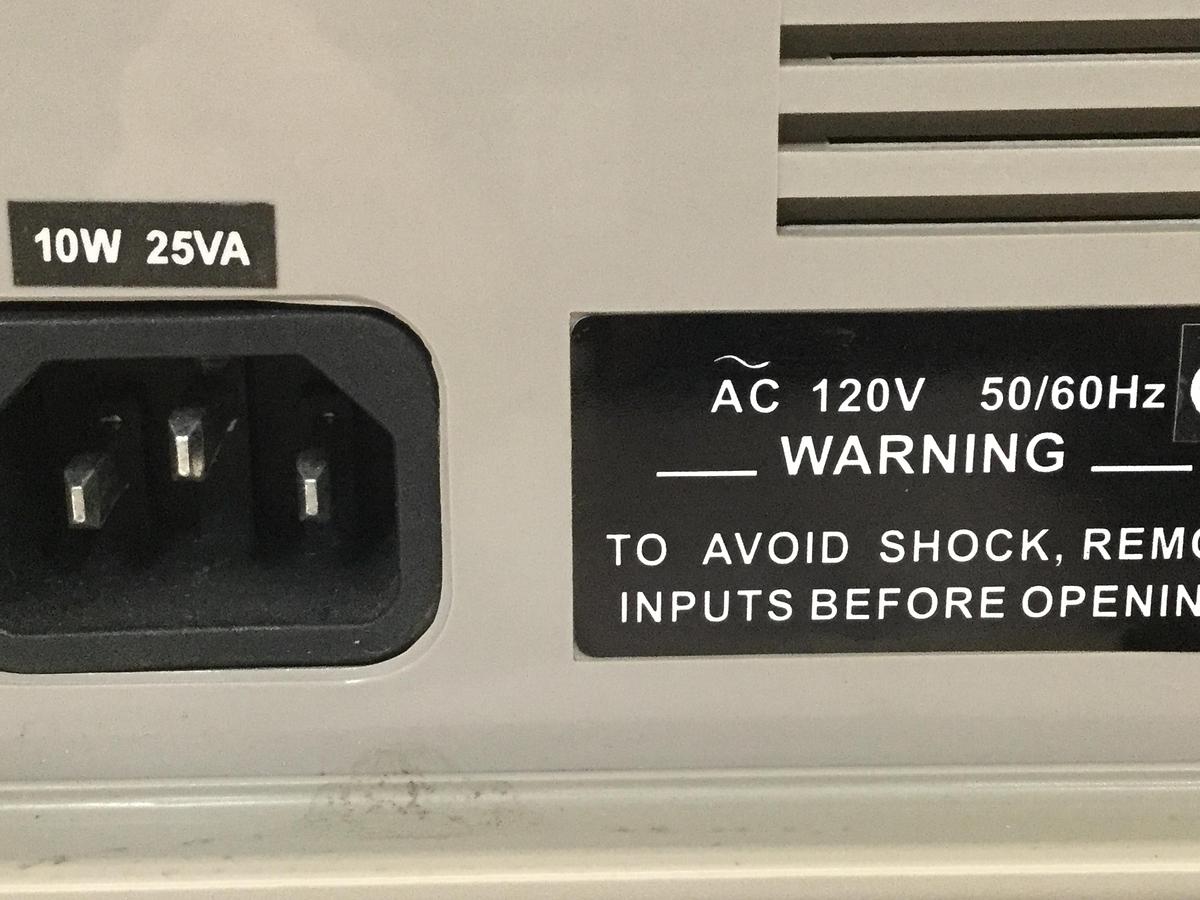 10W 25VA
AC 120V 50/60Hz
WARNING
TO AVOID SHOCK,
INPUTS BEFORE